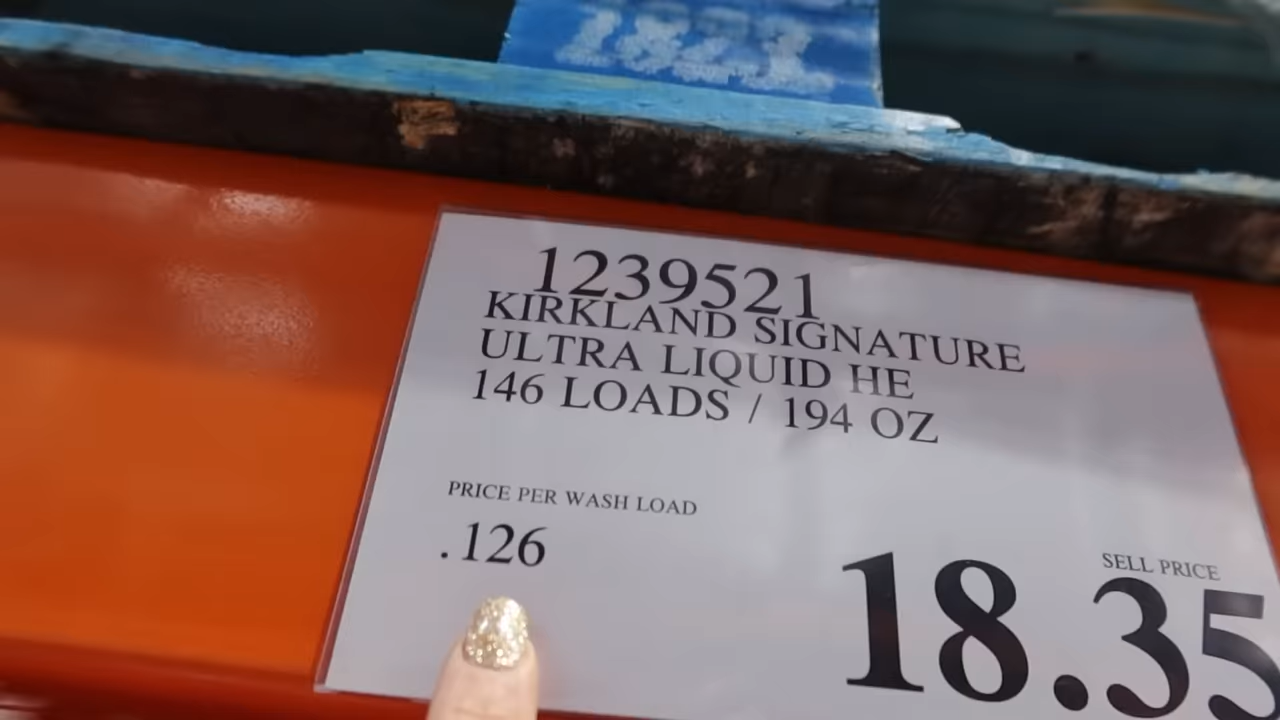 1239521
KIRKLAND SIGNATURE
ULTRA LIQUID HE
146 LOADS / 194 OZ
PRICE PER WASH LOAD
.126
SELL PRICE
18.35